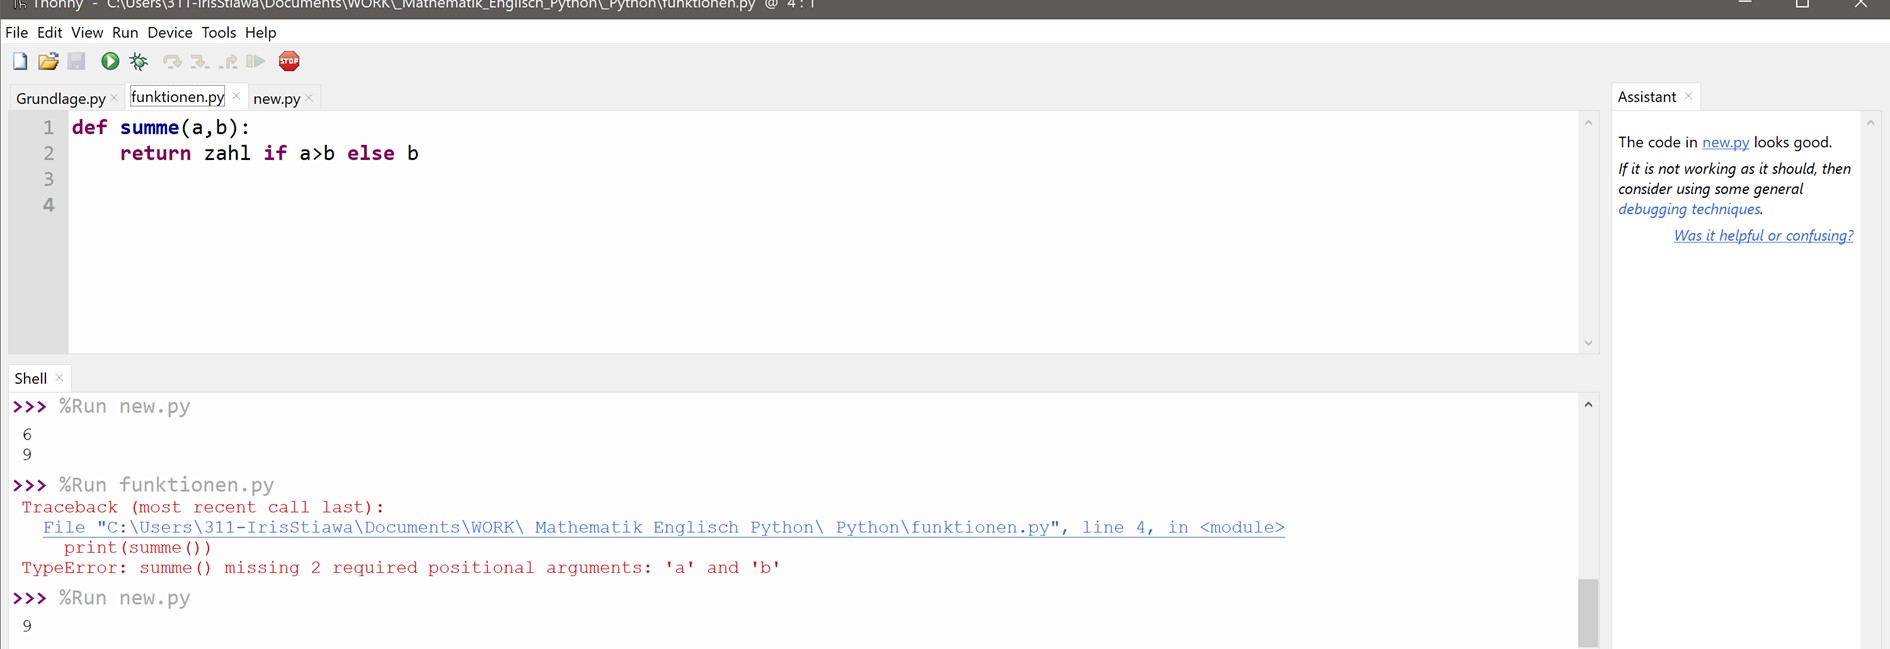 Thonny - C:\Users\311-IrisStiawa\Documents\WORK\_Mathematik_Englisch_Python\_Python\funktionen.py @ 4 : 1
File Edit View Run Device Tools Help
STOP
Grundlage.py × funktionen.py × new.py ×
1 def summe(a,b):
2     return zahl if a>b else b
3
4
Assistant ×
The code in new.py looks good.
If it is not working as it should, then
consider using some general
debugging techniques.
Was it helpful or confusing?
Shell ×
>>> %Run new.py
6
9
>>> %Run funktionen.py
Traceback (most recent call last):
File "C:\Users\311-IrisStiawa\Documents\WORK\_Mathematik_Englisch_Python\_Python\funktionen.py", line 4, in <module>
print(summe())
TypeError: summe() missing 2 required positional arguments: 'a' and 'b'
>>> %Run new.py
9